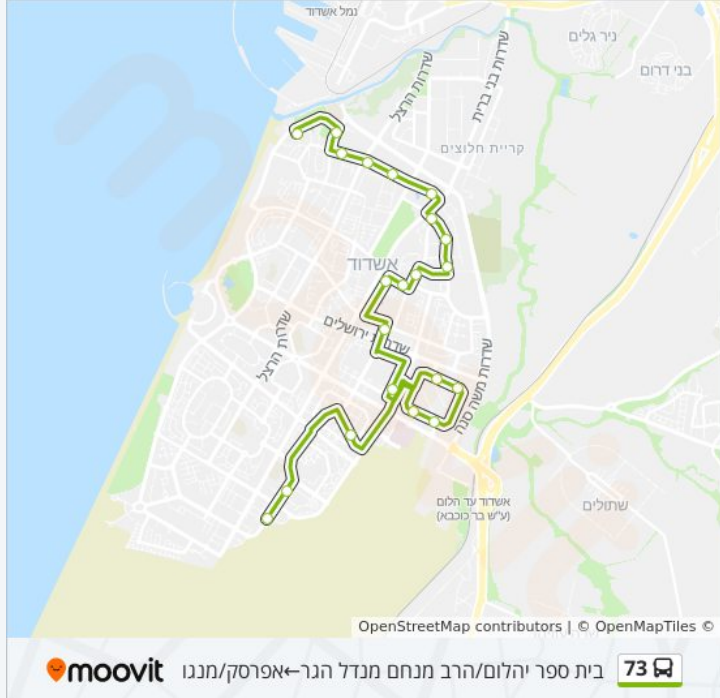 נמל אשדוד
ניר גלים
בני דרום
שדרות הרצל
שדרות בני ברית
קריית חלוצים
אשדוד
שדרות ירושלים
שדרות הרצל
שדרות משה סנה
אשדוד עד הלום
(ע"ש בר כוכבא)
שתולים
OpenStreetMap contributors | © OpenMapTiles ©
73 בית ספר יהלום/הרב מנחם מנדל הגר←אפרסק/מנגו moovit